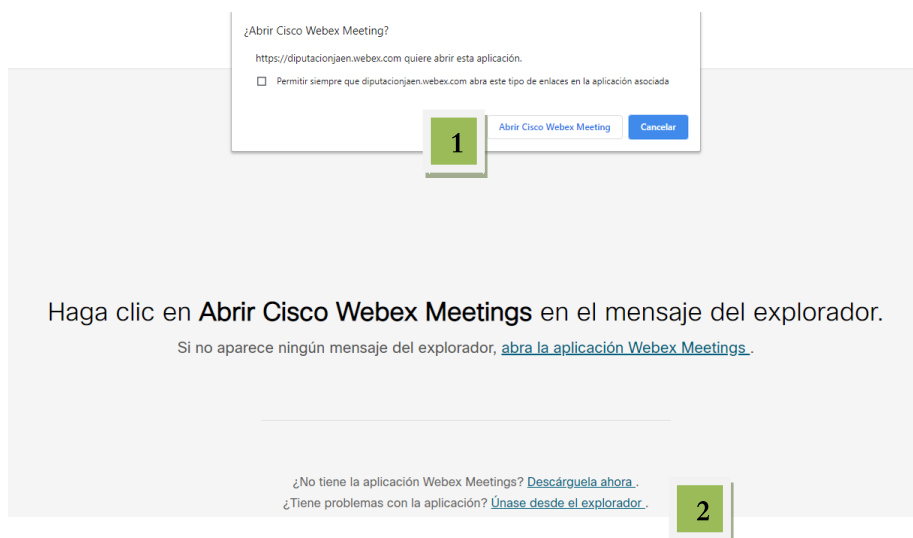 ¿Abrir Cisco Webex Meeting?
https://diputacionjaen.webex.com quiere abrir esta aplicación.
Permitir siempre que diputacionjaen.webex.com abra este tipo de enlaces en la aplicación asociada
1
Abrir Cisco Webex Meeting Cancelar
Haga clic en Abrir Cisco Webex Meetings en el mensaje del explorador.
Si no aparece ningún mensaje del explorador, abra la aplicación Webex Meetings .
¿No tiene la aplicación Webex Meetings? Descárguela ahora .
¿Tiene problemas con la aplicación? Únase desde el explorador .
2